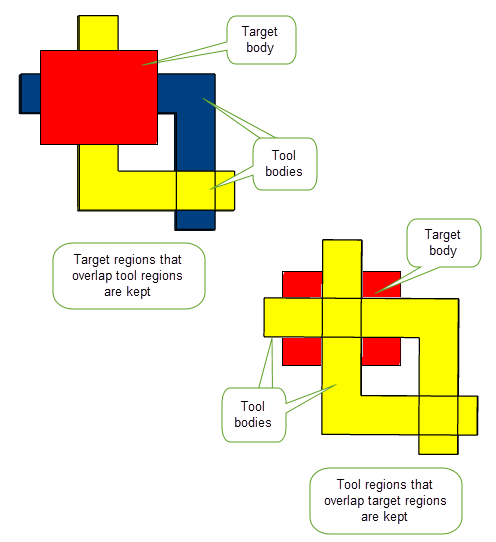 Target
body
Tool
bodies
Target regions that
overlap tool regions
are kept
Target
body
Tool
bodies
Tool regions that
overlap target regions
are kept